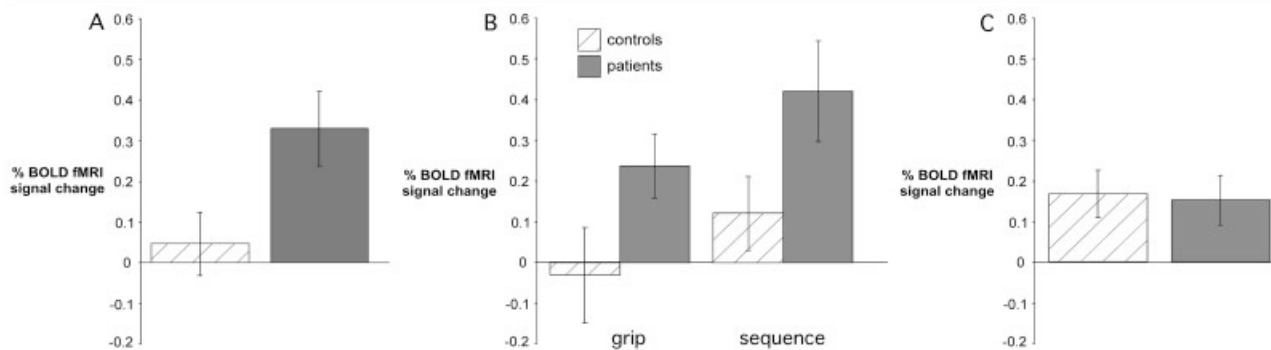 A
0.6
0.5
0.4
0.3
0.2
0.1
0
-0.1
-0.2
% BOLD fMRI
signal change
B
0.6
0.5
0.4
0.3
0.2
0.1
0
-0.1
-0.2
% BOLD fMRI
signal change
controls
patients
grip
sequence
C
0.6
0.5
0.4
0.3
0.2
0.1
0
-0.1
-0.2
% BOLD fMRI
signal change